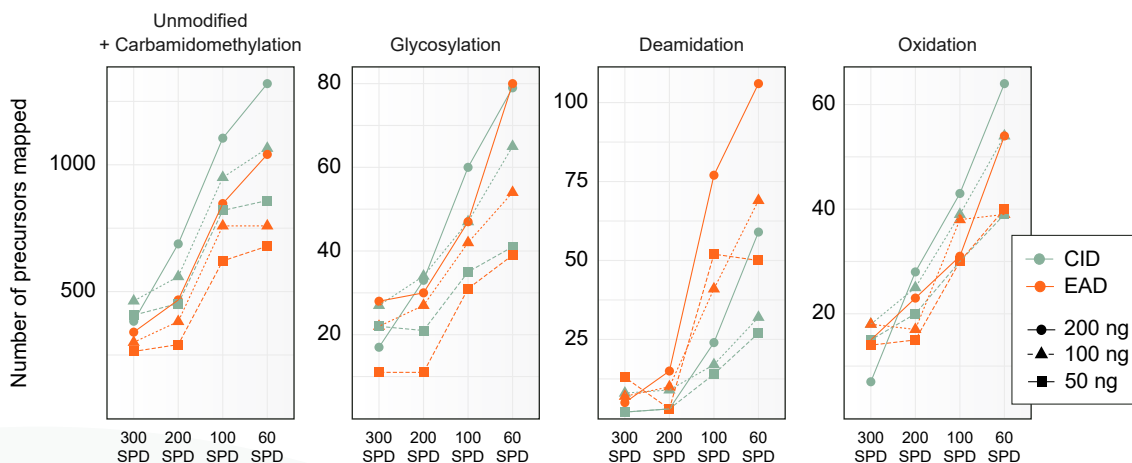 Unmodified
+ Carbamidomethylation
Glycosylation
Deamidation
Oxidation
Number of precursors mapped
1000
500
80
60
40
20
100
75
50
25
60
40
20
300 SPD
200 SPD
100 SPD
60 SPD
300 SPD
200 SPD
100 SPD
60 SPD
300 SPD
200 SPD
100 SPD
60 SPD
300 SPD
200 SPD
100 SPD
60 SPD
CID
EAD
200 ng
100 ng
50 ng